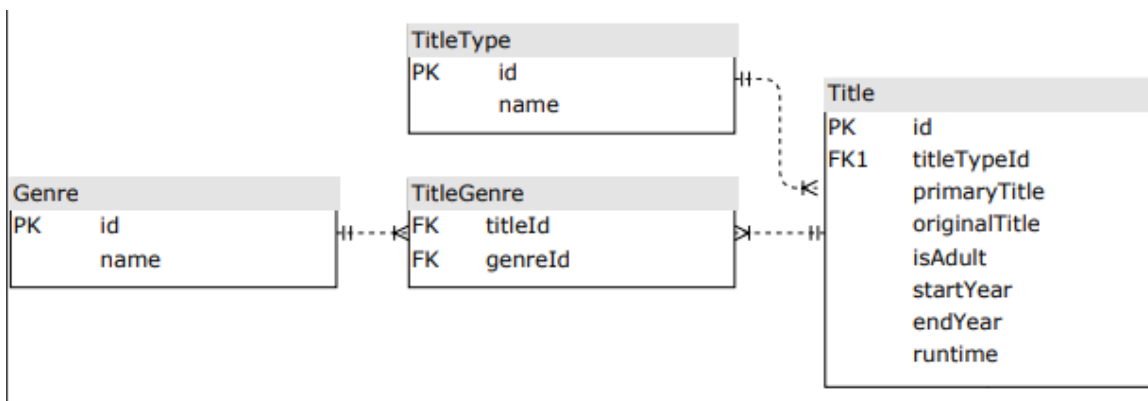 TitleType
PK id
name
Title
PK id
FK1 titleTypeId
primaryTitle
originalTitle
isAdult
startYear
endYear
runtime
Genre
PK id
name
TitleGenre
FK titleId
FK genreId